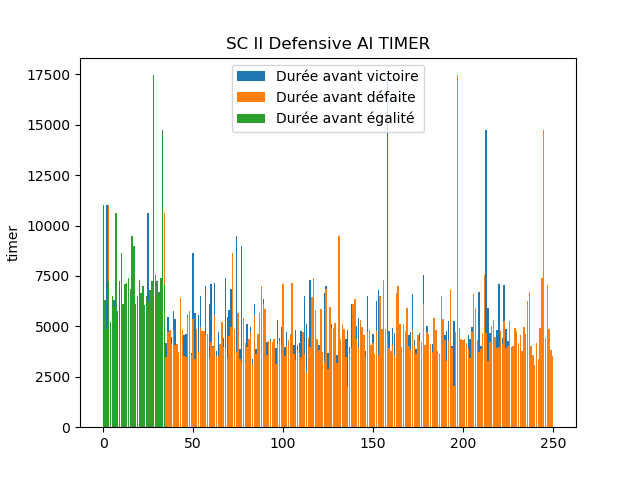 SC II Defensive AI TIMER
Durée avant victoire
Durée avant défaite
Durée avant égalité
17500
15000
12500
10000
7500
5000
2500
0
timer
0 50 100 150 200 250